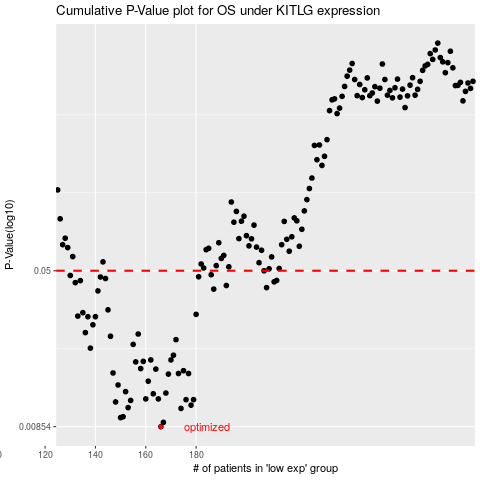 Cumulative P-Value plot for OS under KITLG expression
P-Value(log10)
0.05
0.00854
optimized
0 120 140 160 180
# of patients in 'low exp' group